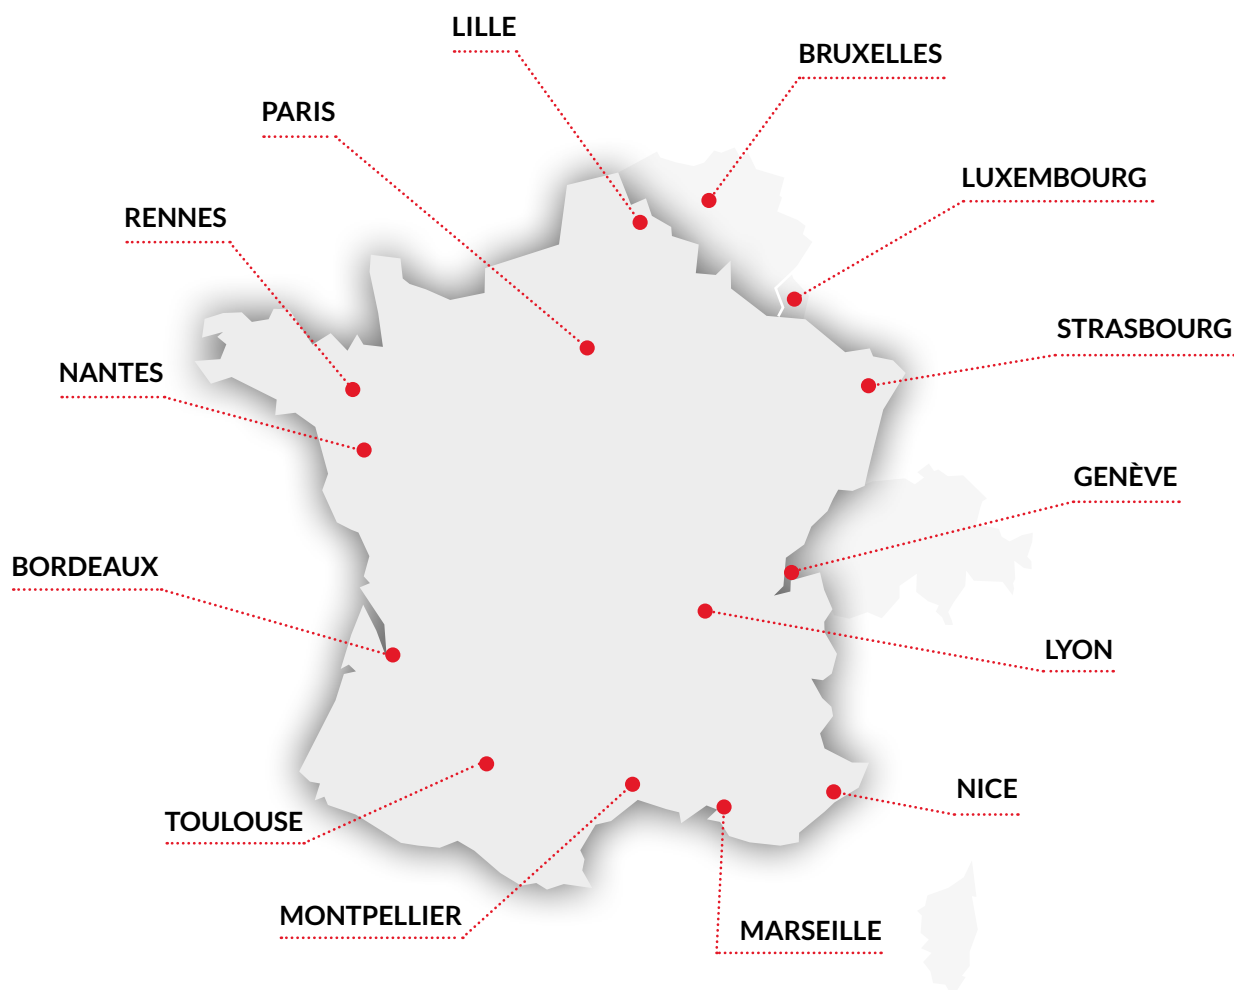 LILLE
BRUXELLES
PARIS
LUXEMBOURG
RENNES
STRASBOURG
NANTES
GENÈVE
BORDEAUX
LYON
NICE
TOULOUSE
MONTPELLIER
MARSEILLE